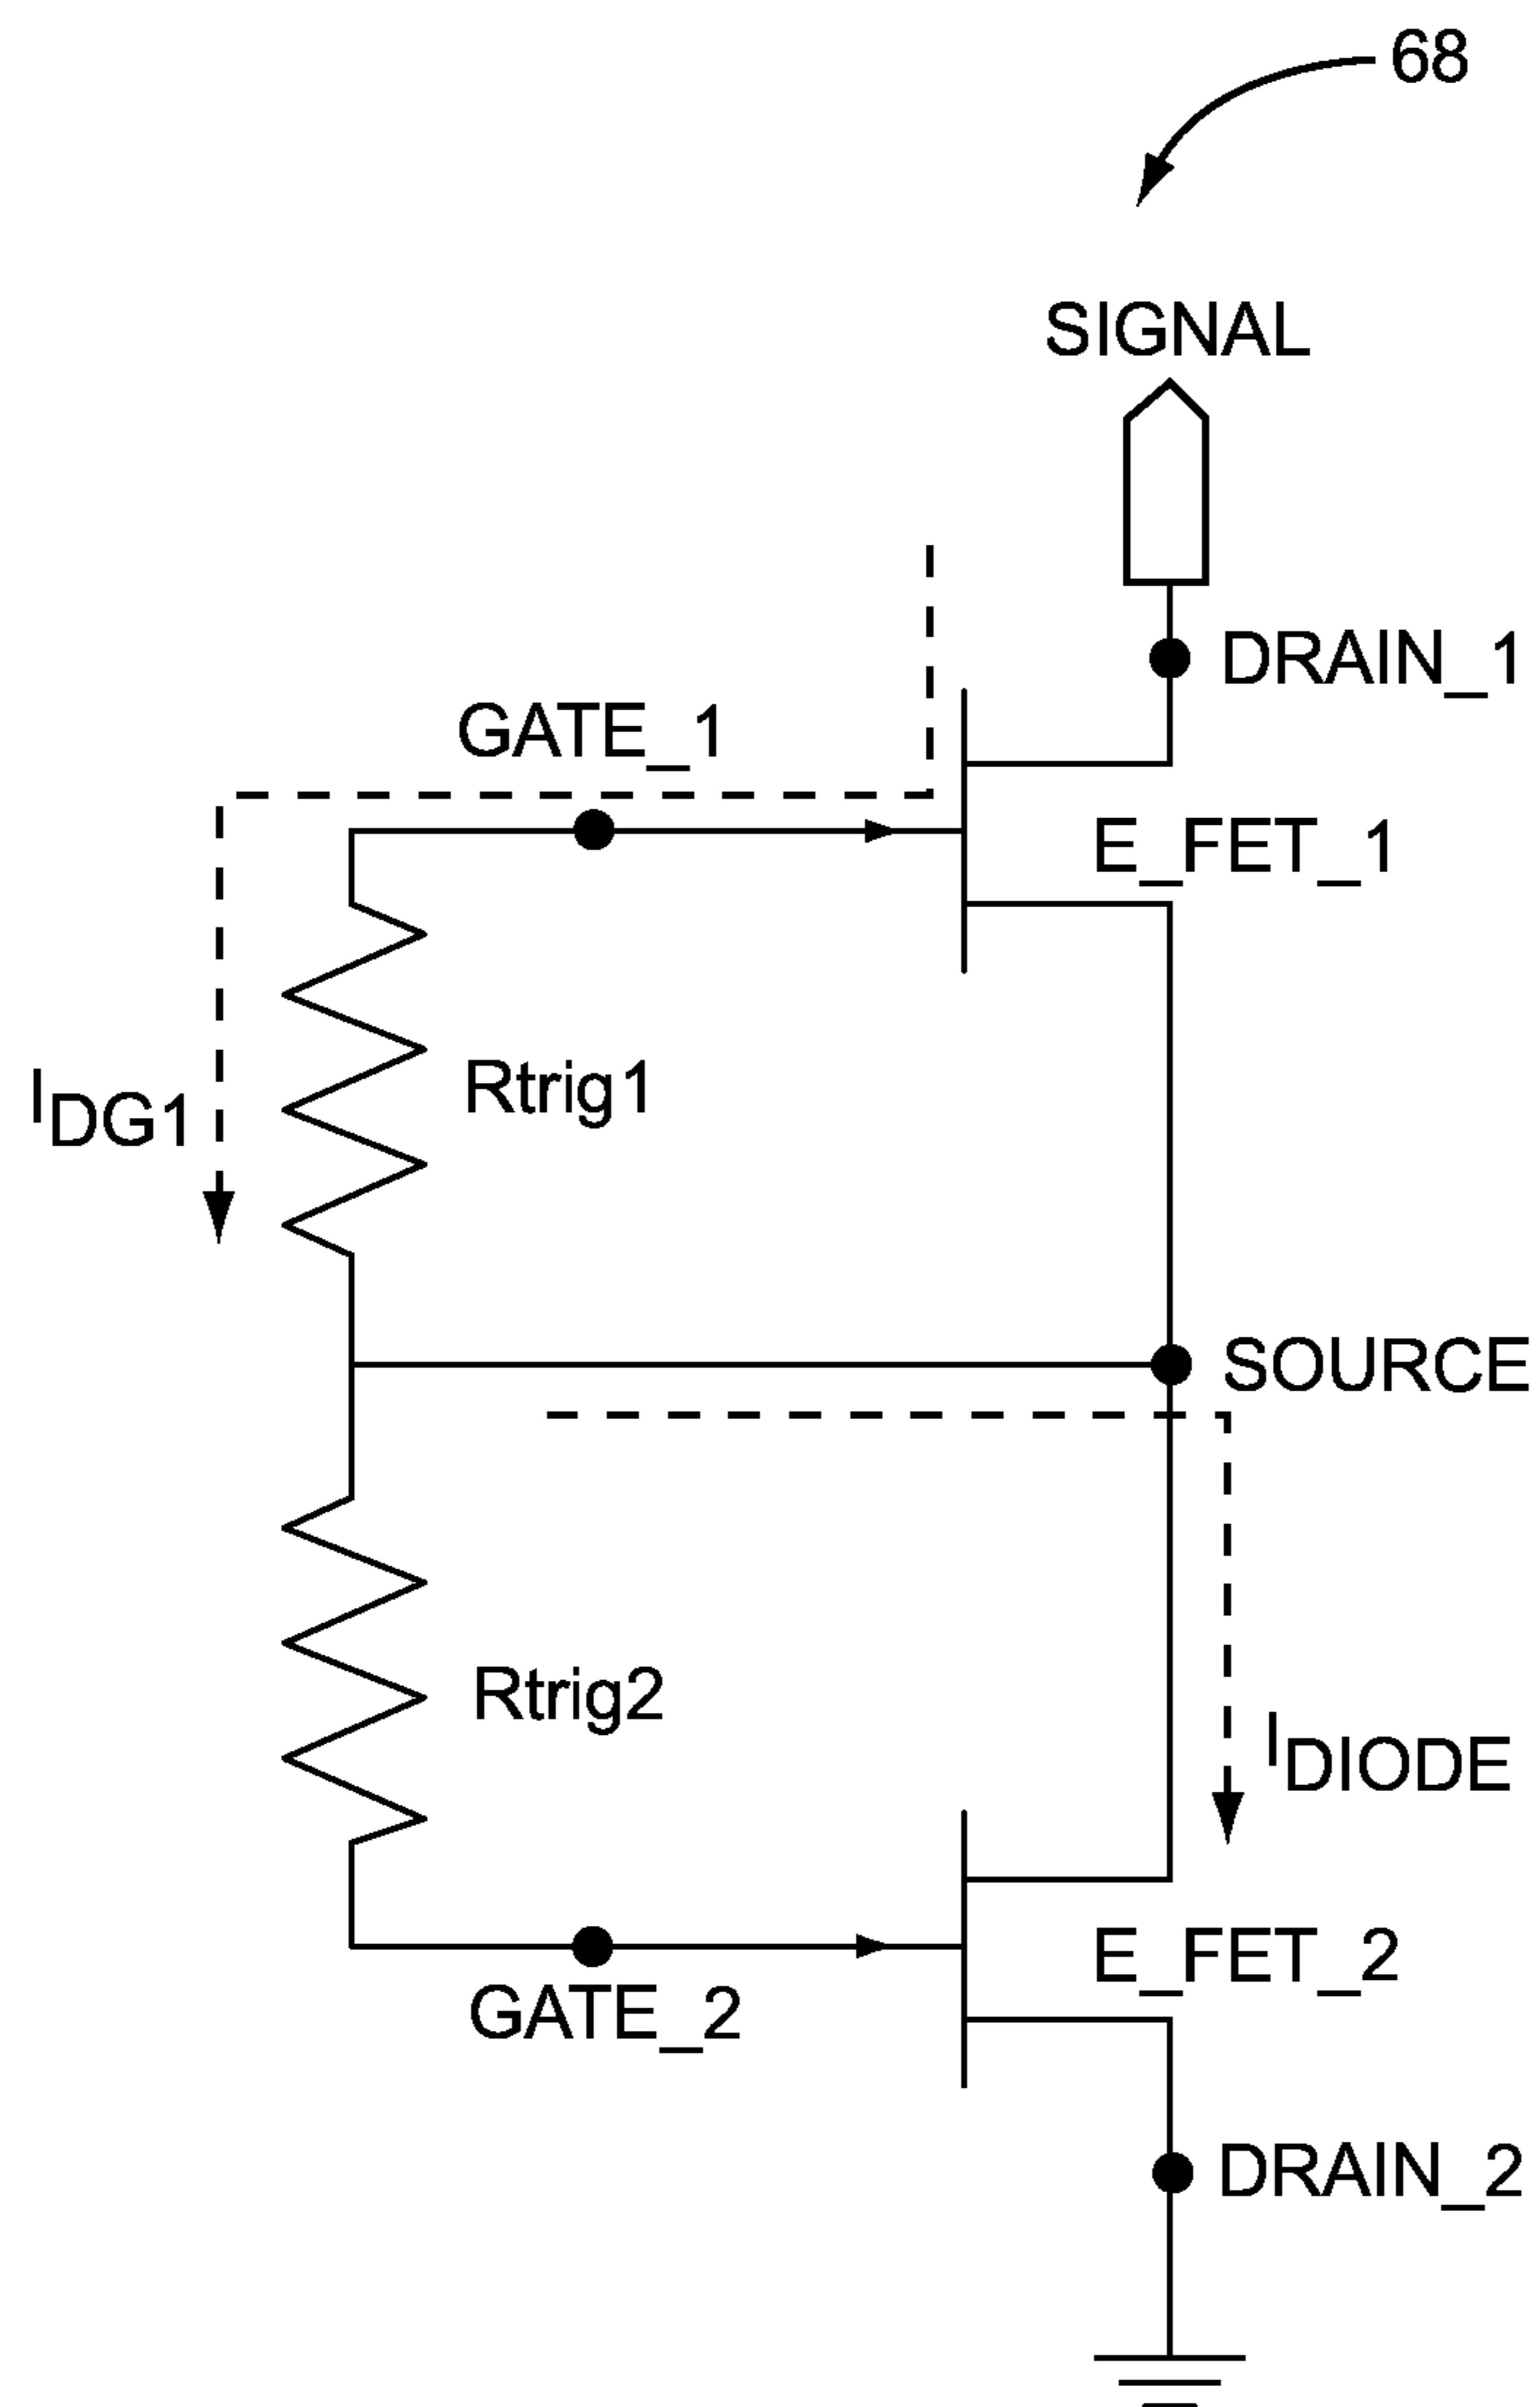 68
SIGNAL
DRAIN_1
GATE_1
E_FET_1
Rtrig1
IDG1
SOURCE
Rtrig2
IDIODE
E_FET_2
GATE_2
DRAIN_2